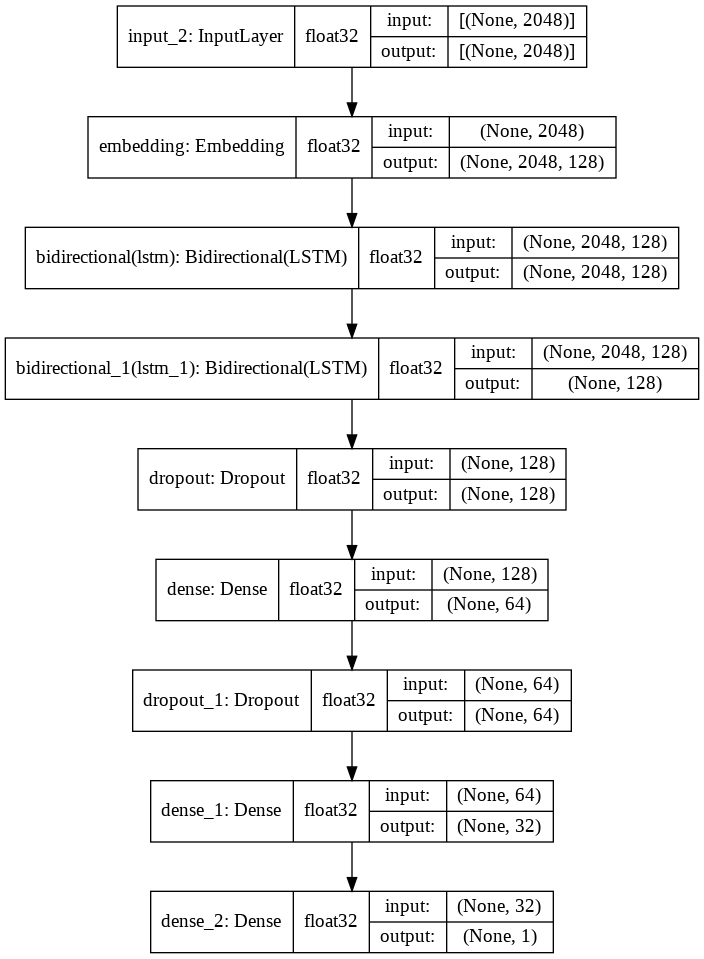 input_2: InputLayer float32 input: [(None, 2048)]
output: [(None, 2048)]
embedding: Embedding float32 input: (None, 2048)
output: (None, 2048, 128)
bidirectional(lstm): Bidirectional(LSTM) float32 input: (None, 2048, 128)
output: (None, 2048, 128)
bidirectional_1(lstm_1): Bidirectional(LSTM) float32 input: (None, 2048, 128)
output: (None, 128)
dropout: Dropout float32 input: (None, 128)
output: (None, 128)
dense: Dense float32 input: (None, 128)
output: (None, 64)
dropout_1: Dropout float32 input: (None, 64)
output: (None, 64)
dense_1: Dense float32 input: (None, 64)
output: (None, 32)
dense_2: Dense float32 input: (None, 32)
output: (None, 1)